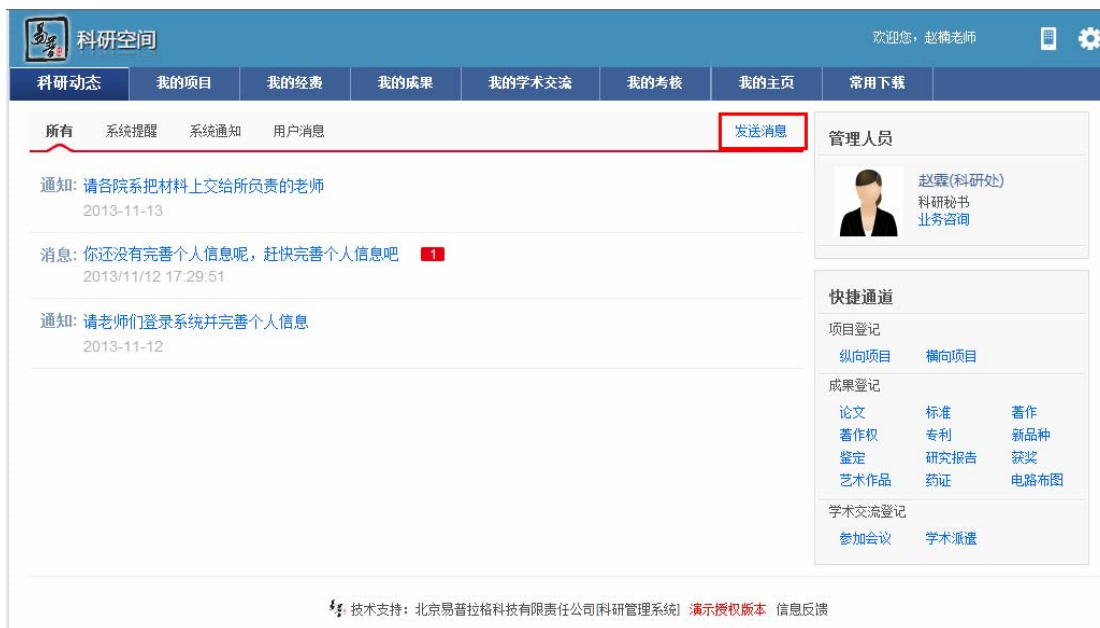 易普 科研空间
欢迎您，赵楠老师
科研动态 我的项目 我的经费 我的成果 我的学术交流 我的考核 我的主页 常用下载
所有 系统提醒 系统通知 用户消息 发送消息
通知: 请各院系把材料上交给所负责的老师
2013-11-13
消息: 你还没有完善个人信息呢，赶快完善个人信息吧 1
2013/11/12 17:29:51
通知: 请老师们登录系统并完善个人信息
2013-11-12
管理人员
赵霖(科研处)
科研秘书
业务咨询
快捷通道
项目登记
纵向项目 横向项目
成果登记
论文 标准 著作
著作权 专利 新品种
鉴定 研究报告 获奖
艺术作品 药证 电路布图
学术交流登记
参加会议 学术派遣
技术支持：北京易普拉格科技有限责任公司[科研管理系统] 演示授权版本 信息反馈